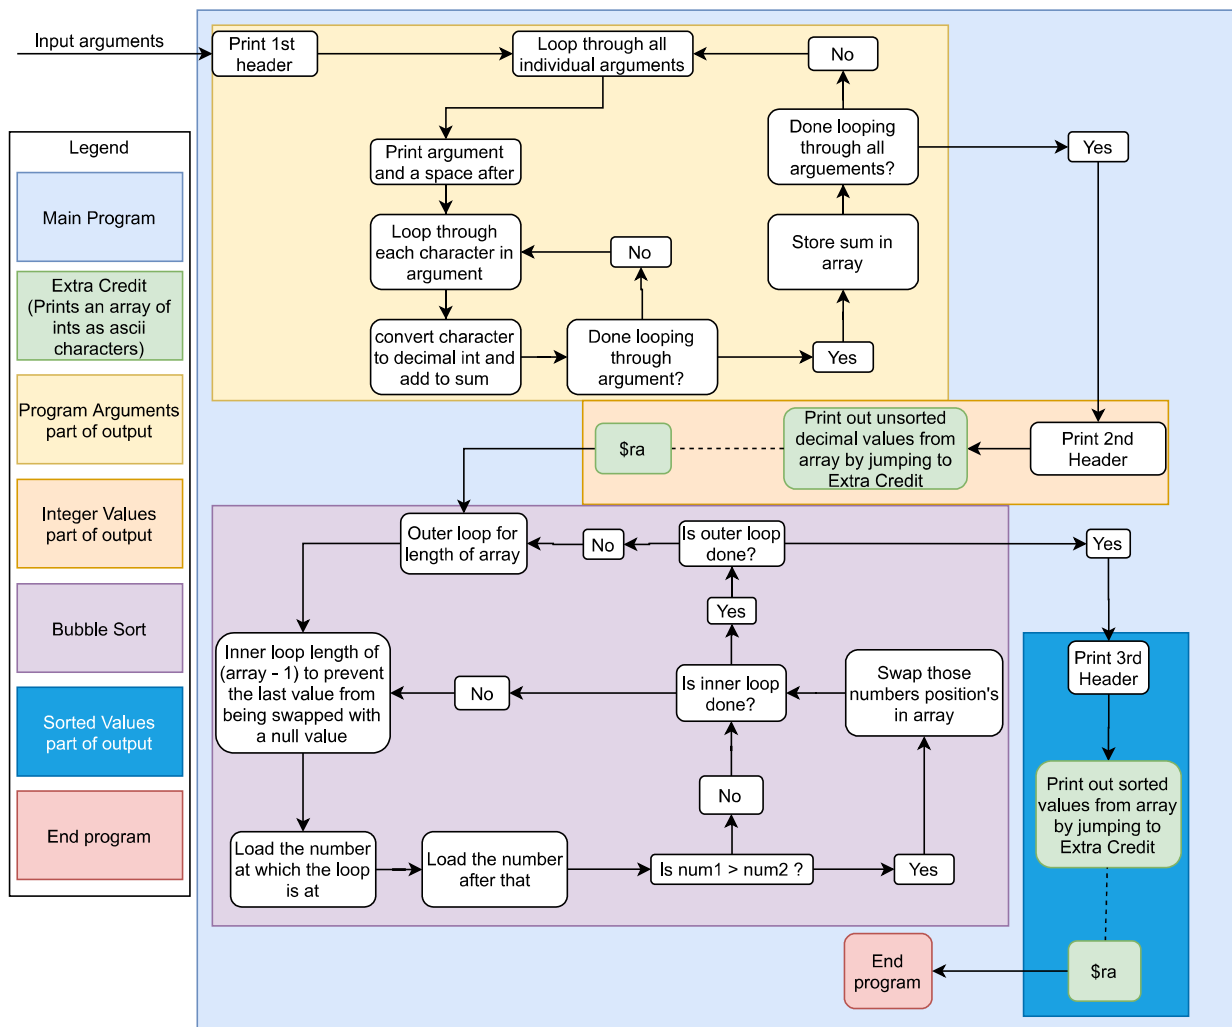 Input arguments
Print 1st
header
Loop through all
individual arguments
No
Print argument
and a space after
Done looping
through all
arguements?
Yes
Loop through
each character in
argument
No
Store sum in
array
convert character
to decimal int and
add to sum
Done looping
through
argument?
Yes
Legend
Main Program
Extra Credit
(Prints an array of
ints as ascii
characters)
Program Arguments
part of output
Integer Values
part of output
Bubble Sort
Sorted Values
part of output
End program
$ra
Print out unsorted
decimal values from
array by jumping to
Extra Credit
Print 2nd
Header
Outer loop for
length of array
No
Is outer loop
done?
Yes
Yes
Inner loop length of
(array - 1) to prevent
the last value from
being swapped with
a null value
No
Is inner loop
done?
Swap those
numbers position's
in array
Print 3rd
Header
No
Load the number
at which the loop
is at
Load the number
after that
Is num1 > num2 ?
Yes
Print out sorted
values from array
by jumping to
Extra Credit
End
program
$ra